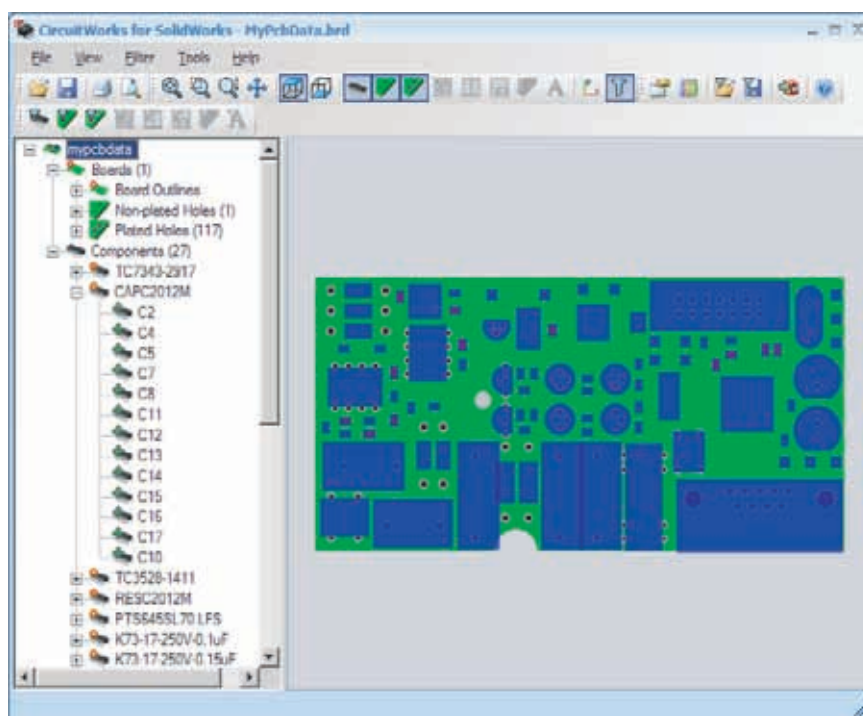 CircuitWorks for SolidWorks - MyPcbData.brd
File View Filter Tools Help
A
A
mypcbdata
Boards (1)
Board Outlines
Non-plated Holes (1)
Plated Holes (117)
Components (27)
TC7343-2917
CAPC2012M
C2
C4
C5
C7
C8
C11
C12
C13
C14
C15
C16
C17
C10
TC3528-1411
RESC2012M
PTS645SL70.LFS
K73-17-250V-0.1uF
K73-17-250V-0.15uF